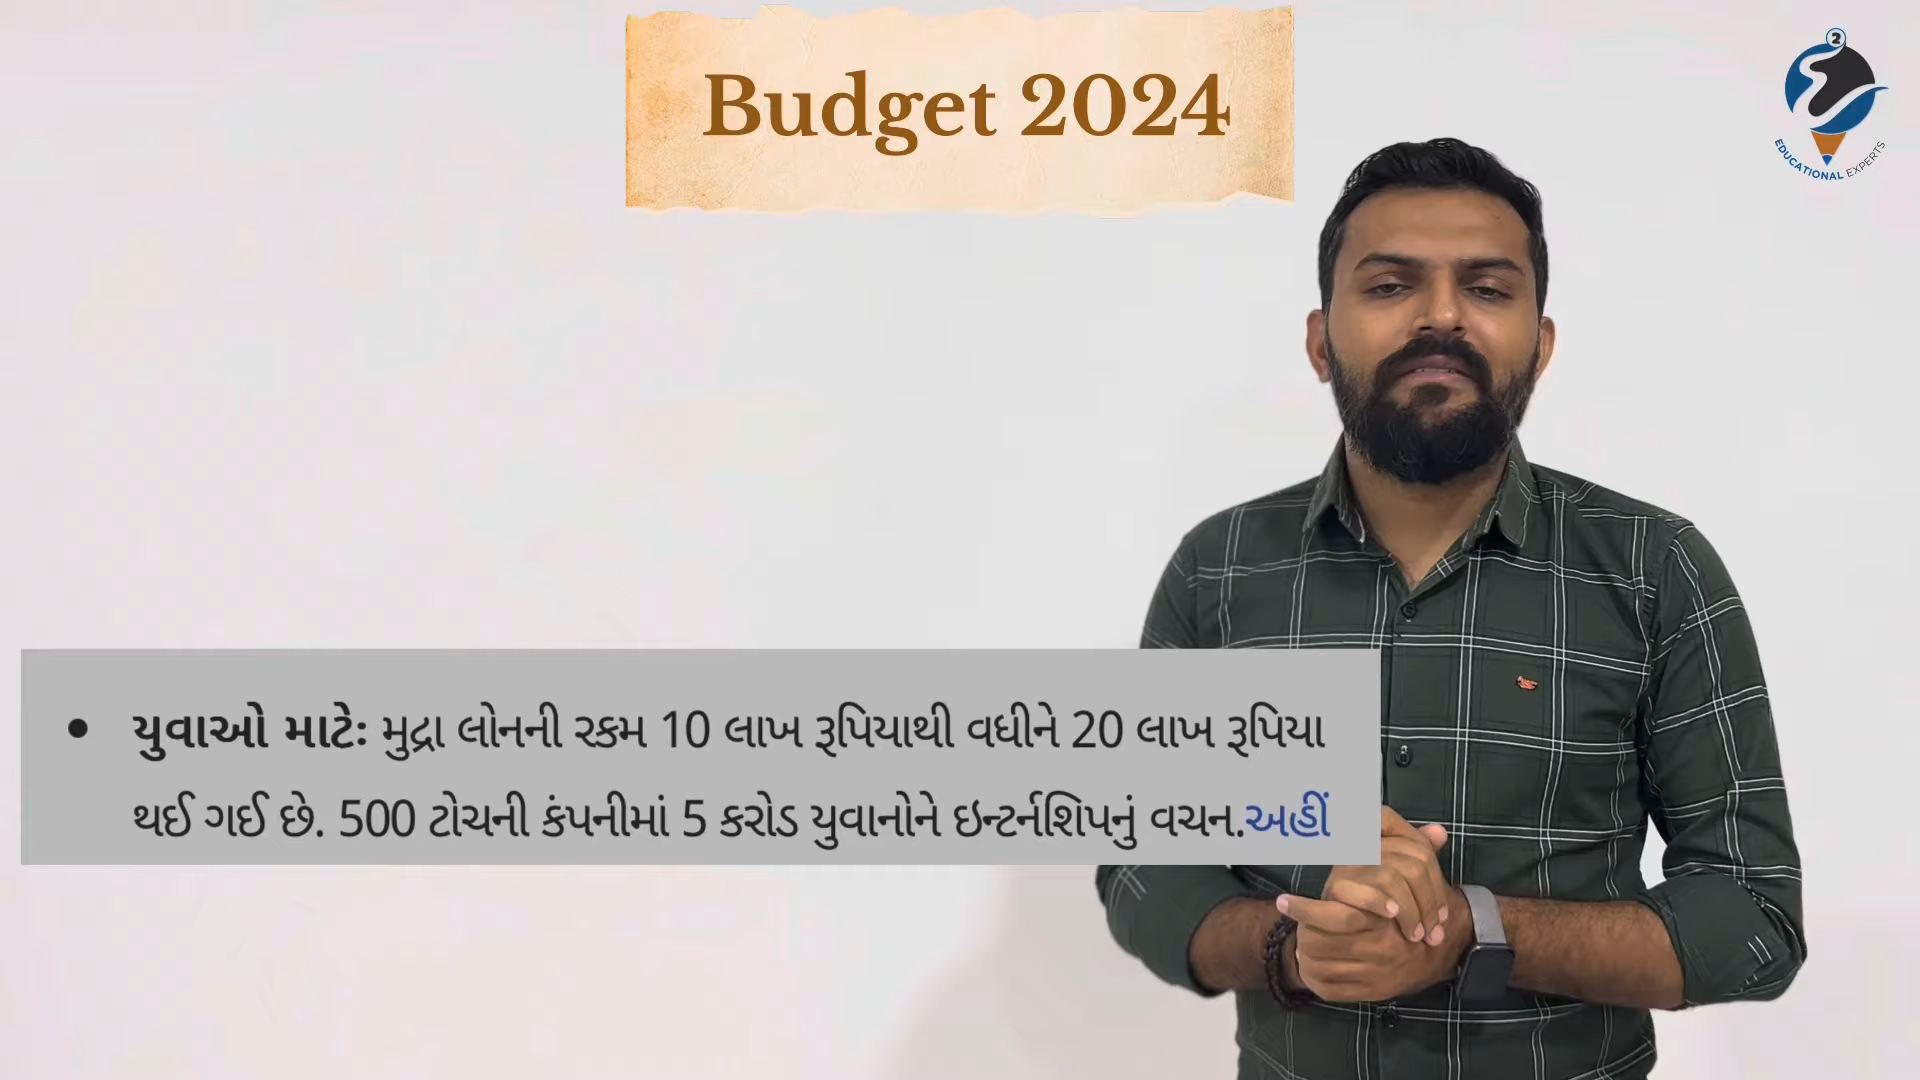 Budget 2024
2
EDUCATIONAL EXPERTS
• યુવાઓ માટેઃ મુદ્રા લોનની રકમ 10 લાખ રૂપિયાથી વધીને 20 લાખ રૂપિયા
થઈ ગઈ છે. 500 ટોચની કંપનીમાં 5 કરોડ યુવાનોને ઇન્ટર્નશિપનું વચન.અહીં